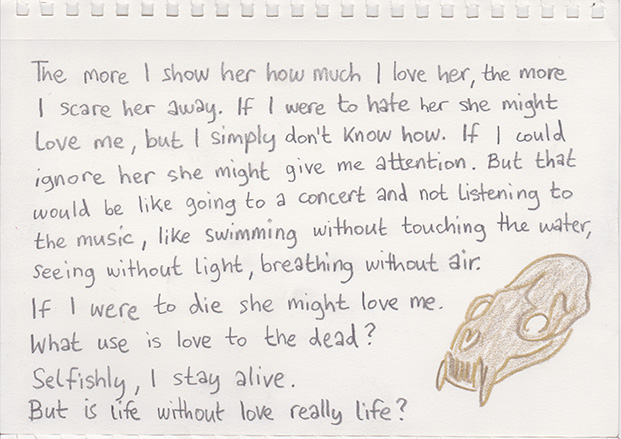 The more I show her how much I love her, the more
I scare her away. If I were to hate her she might
love me, but I simply don't know how. If I could
ignore her she might give me attention. But that
would be like going to a concert and not listening to
the music, like swimming without touching the water,
seeing without light, breathing without air.
If I were to die she might love me.
What use is love to the dead?
Selfishly, I stay alive.
But is life without love really life?